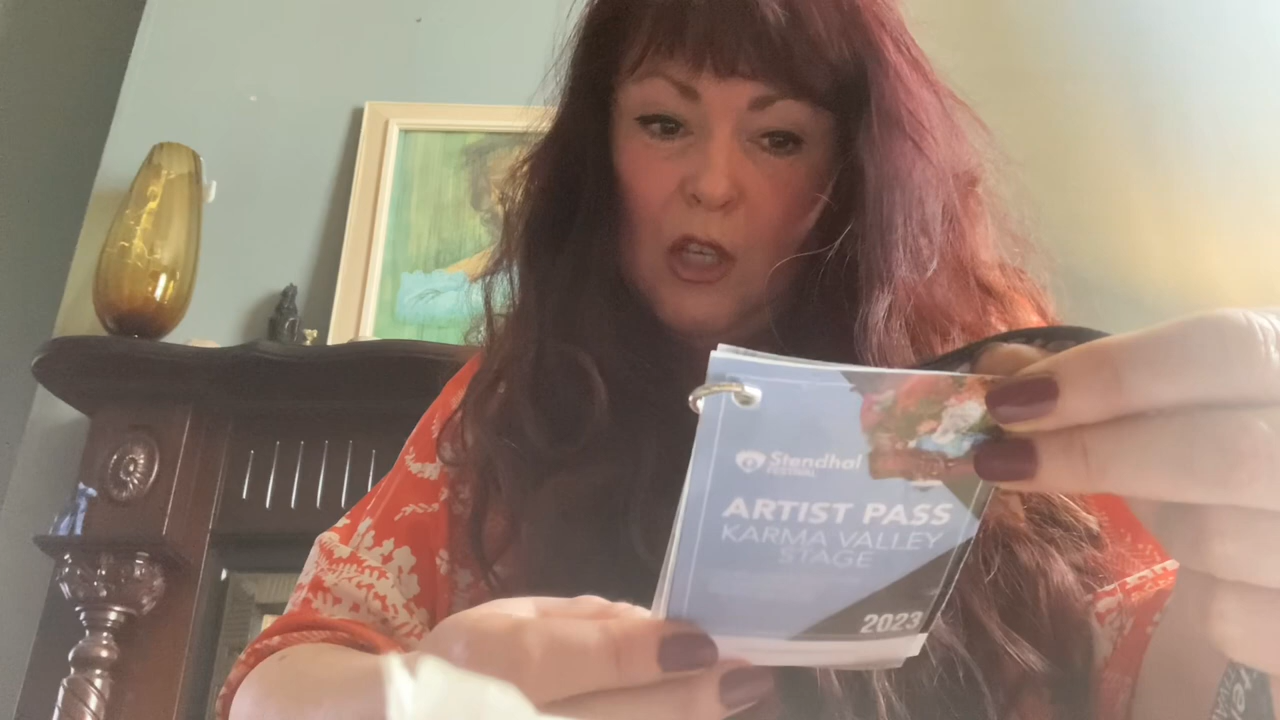 Stendhal
FESTIVAL
ARTIST PASS
KARMA VALLEY
STAGE
2023